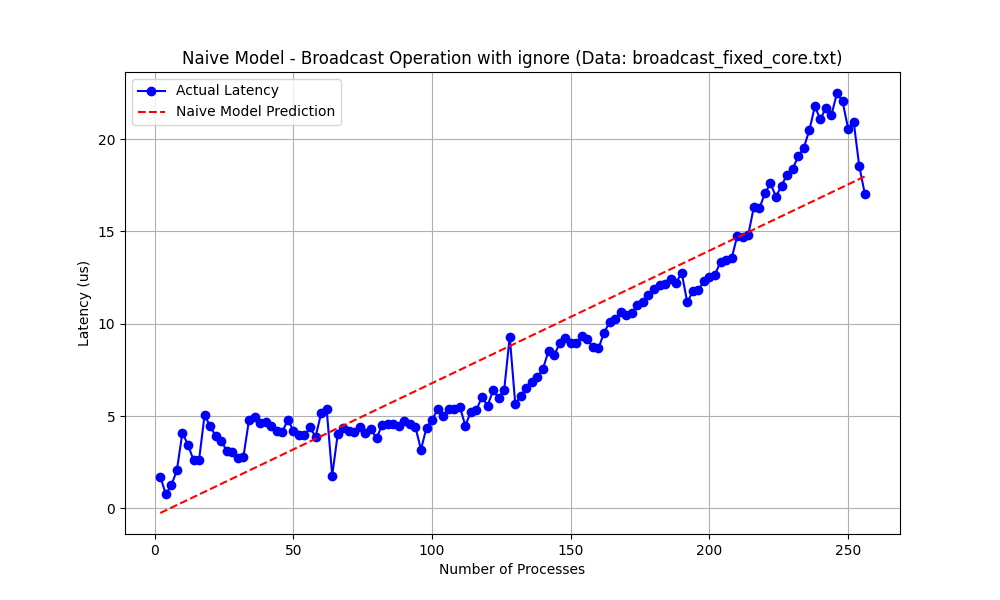 Naive Model - Broadcast Operation with ignore (Data: broadcast_fixed_core.txt)
Actual Latency
Naive Model Prediction
20
15
10
5
0
Latency (us)
0 50 100 150 200 250
Number of Processes